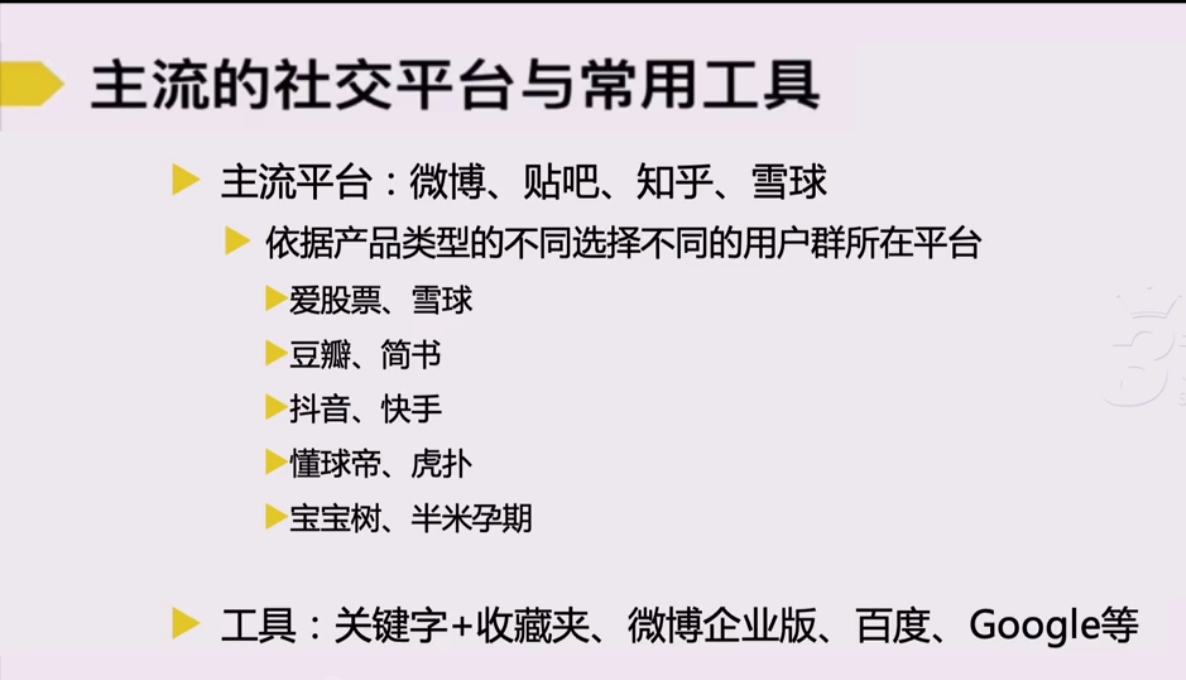 主流的社交平台与常用工具
主流平台：微博、贴吧、知乎、雪球
依据产品类型的不同选择不同的用户群所在平台
爱股票、雪球
豆瓣、简书
抖音、快手
懂球帝、虎扑
宝宝树、半米孕期
工具：关键字+收藏夹、微博企业版、百度、Google等